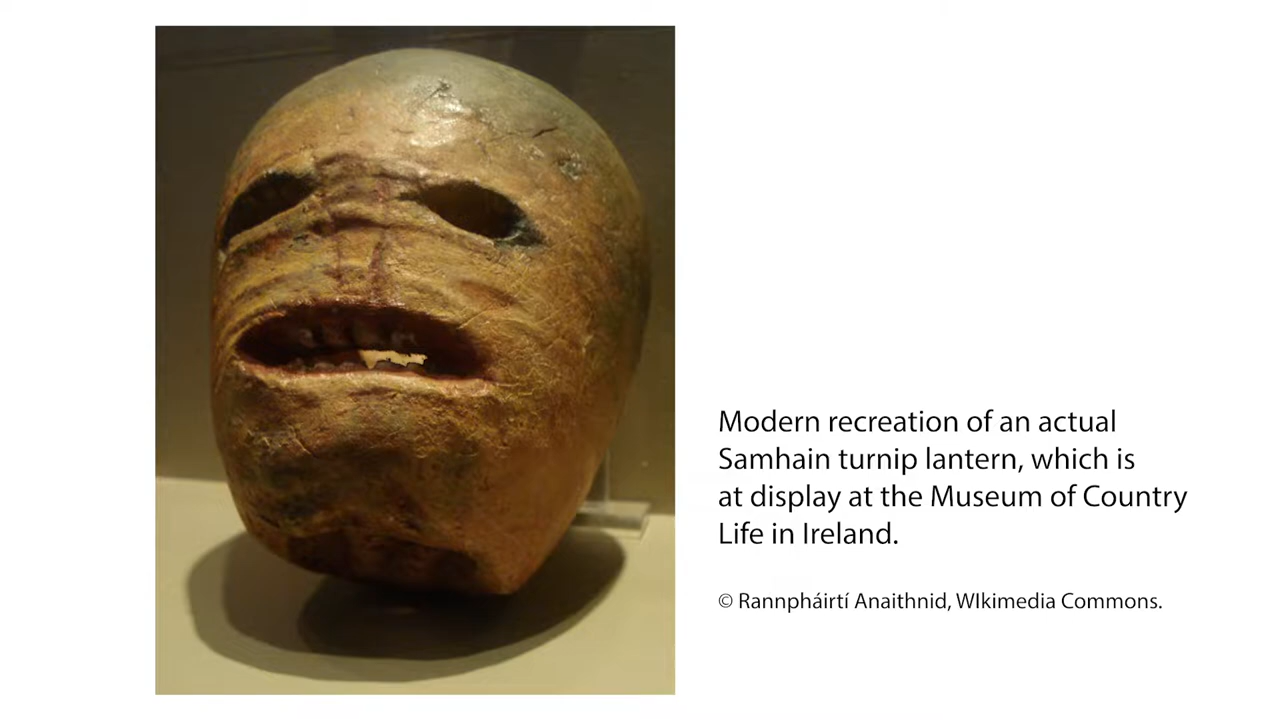 Modern recreation of an actual
Samhain turnip lantern, which is
at display at the Museum of Country
Life in Ireland.
© Rannpháirtí Anaithnid, WIkimedia Commons.